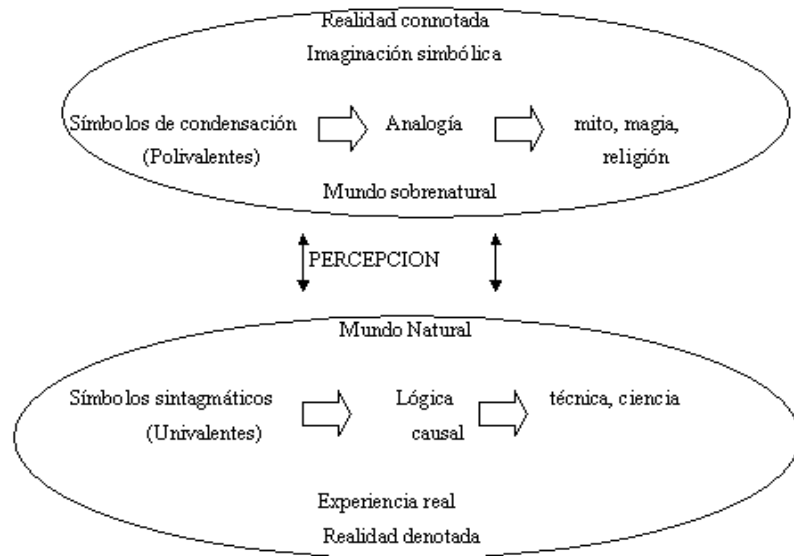 Realidad connotada
Imaginación simbólica
Símbolos de condensación
(Polivalentes)
Analogía
mito, magia,
religión
Mundo sobrenatural
PERCEPCION
Mundo Natural
Símbolos sintagmáticos
(Univalentes)
Lógica
causal
técnica, ciencia
Experiencia real
Realidad denotada